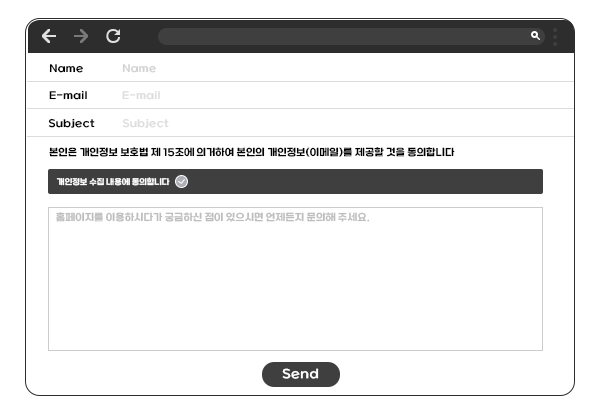 Name Name
E-mail E-mail
Subject Subject
본인은 개인정보 보호법 제 15조에 의거하여 본인의 개인정보(이메일)를 제공할 것을 동의합니다
개인정보 수집 내용에 동의합니다
홈페이지를 이용하시다가 궁금하신 점이 있으시면 언제든지 문의해 주세요.
Send